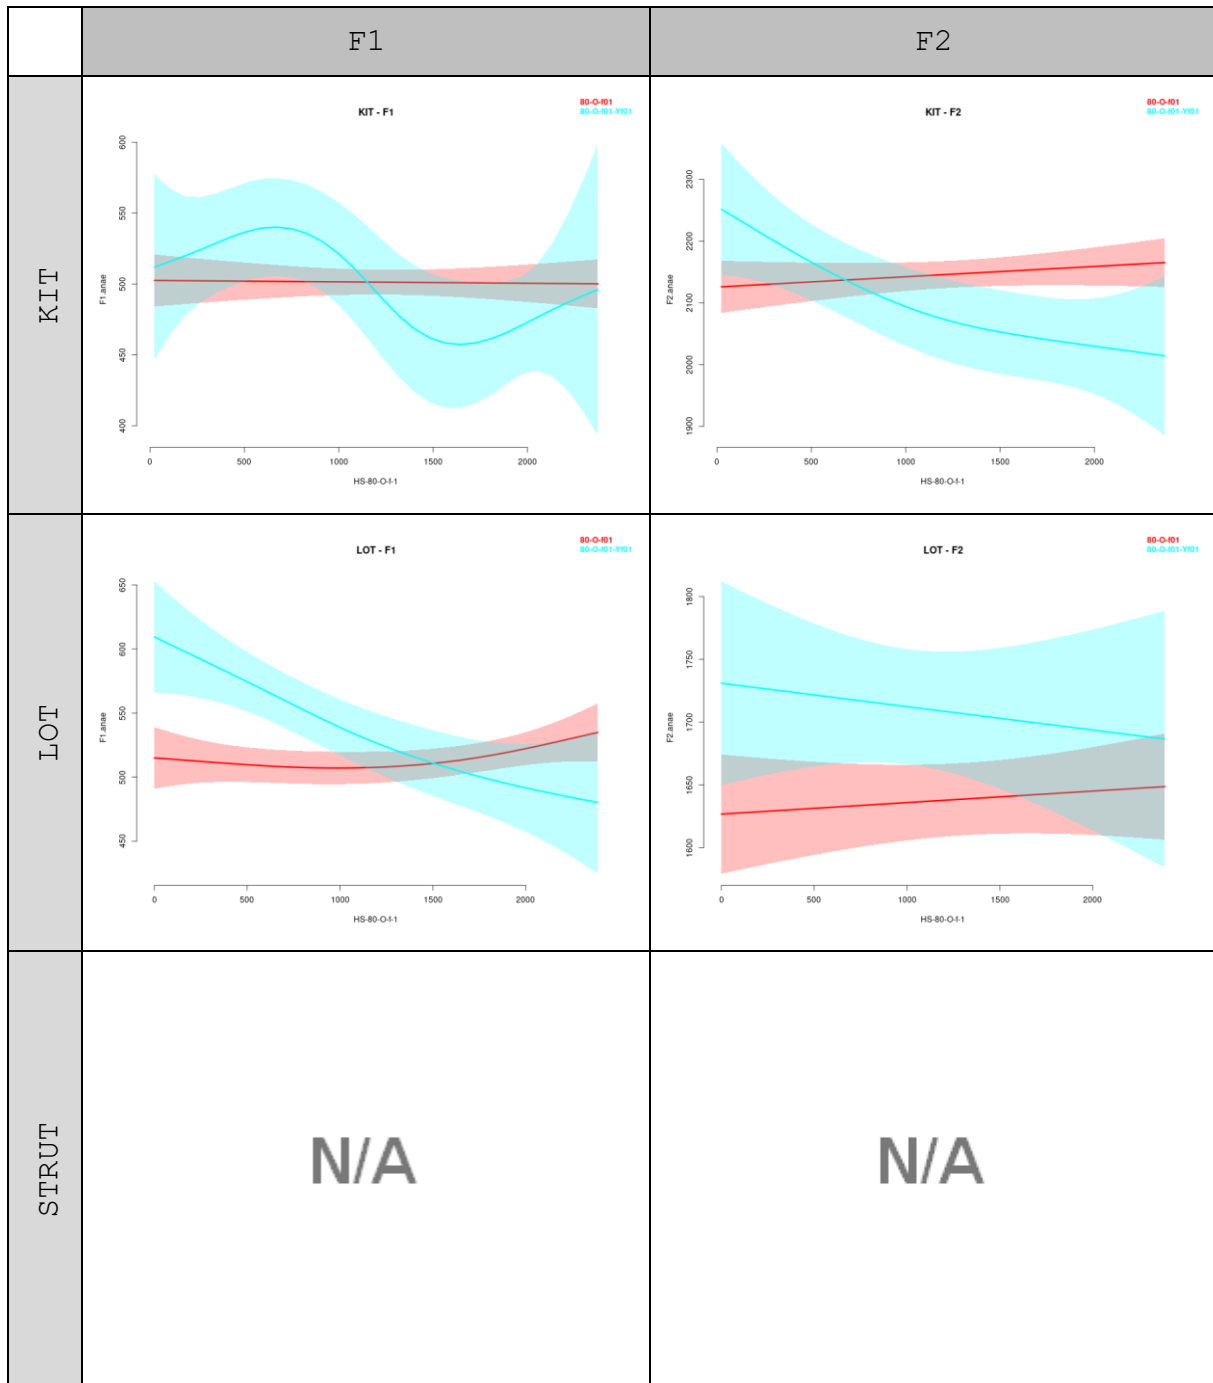 F1
F2
KIT
KIT - F1
80-O-f01
80-O-f01-Yf01
F1.anae
600
550
500
450
400
0 500 1000 1500 2000
HS-80-O-f-1
KIT - F2
80-O-f01
80-O-f01-Yf01
F2.anae
2300
2200
2100
2000
1900
0 500 1000 1500 2000
HS-80-O-f-1
LOT
LOT - F1
80-O-f01
80-O-f01-Yf01
F1.anae
650
600
550
500
450
0 500 1000 1500 2000
HS-80-O-f-1
LOT - F2
80-O-f01
80-O-f01-Yf01
F2.anae
1800
1750
1700
1650
1600
0 500 1000 1500 2000
HS-80-O-f-1
STRUT
N/A
N/A